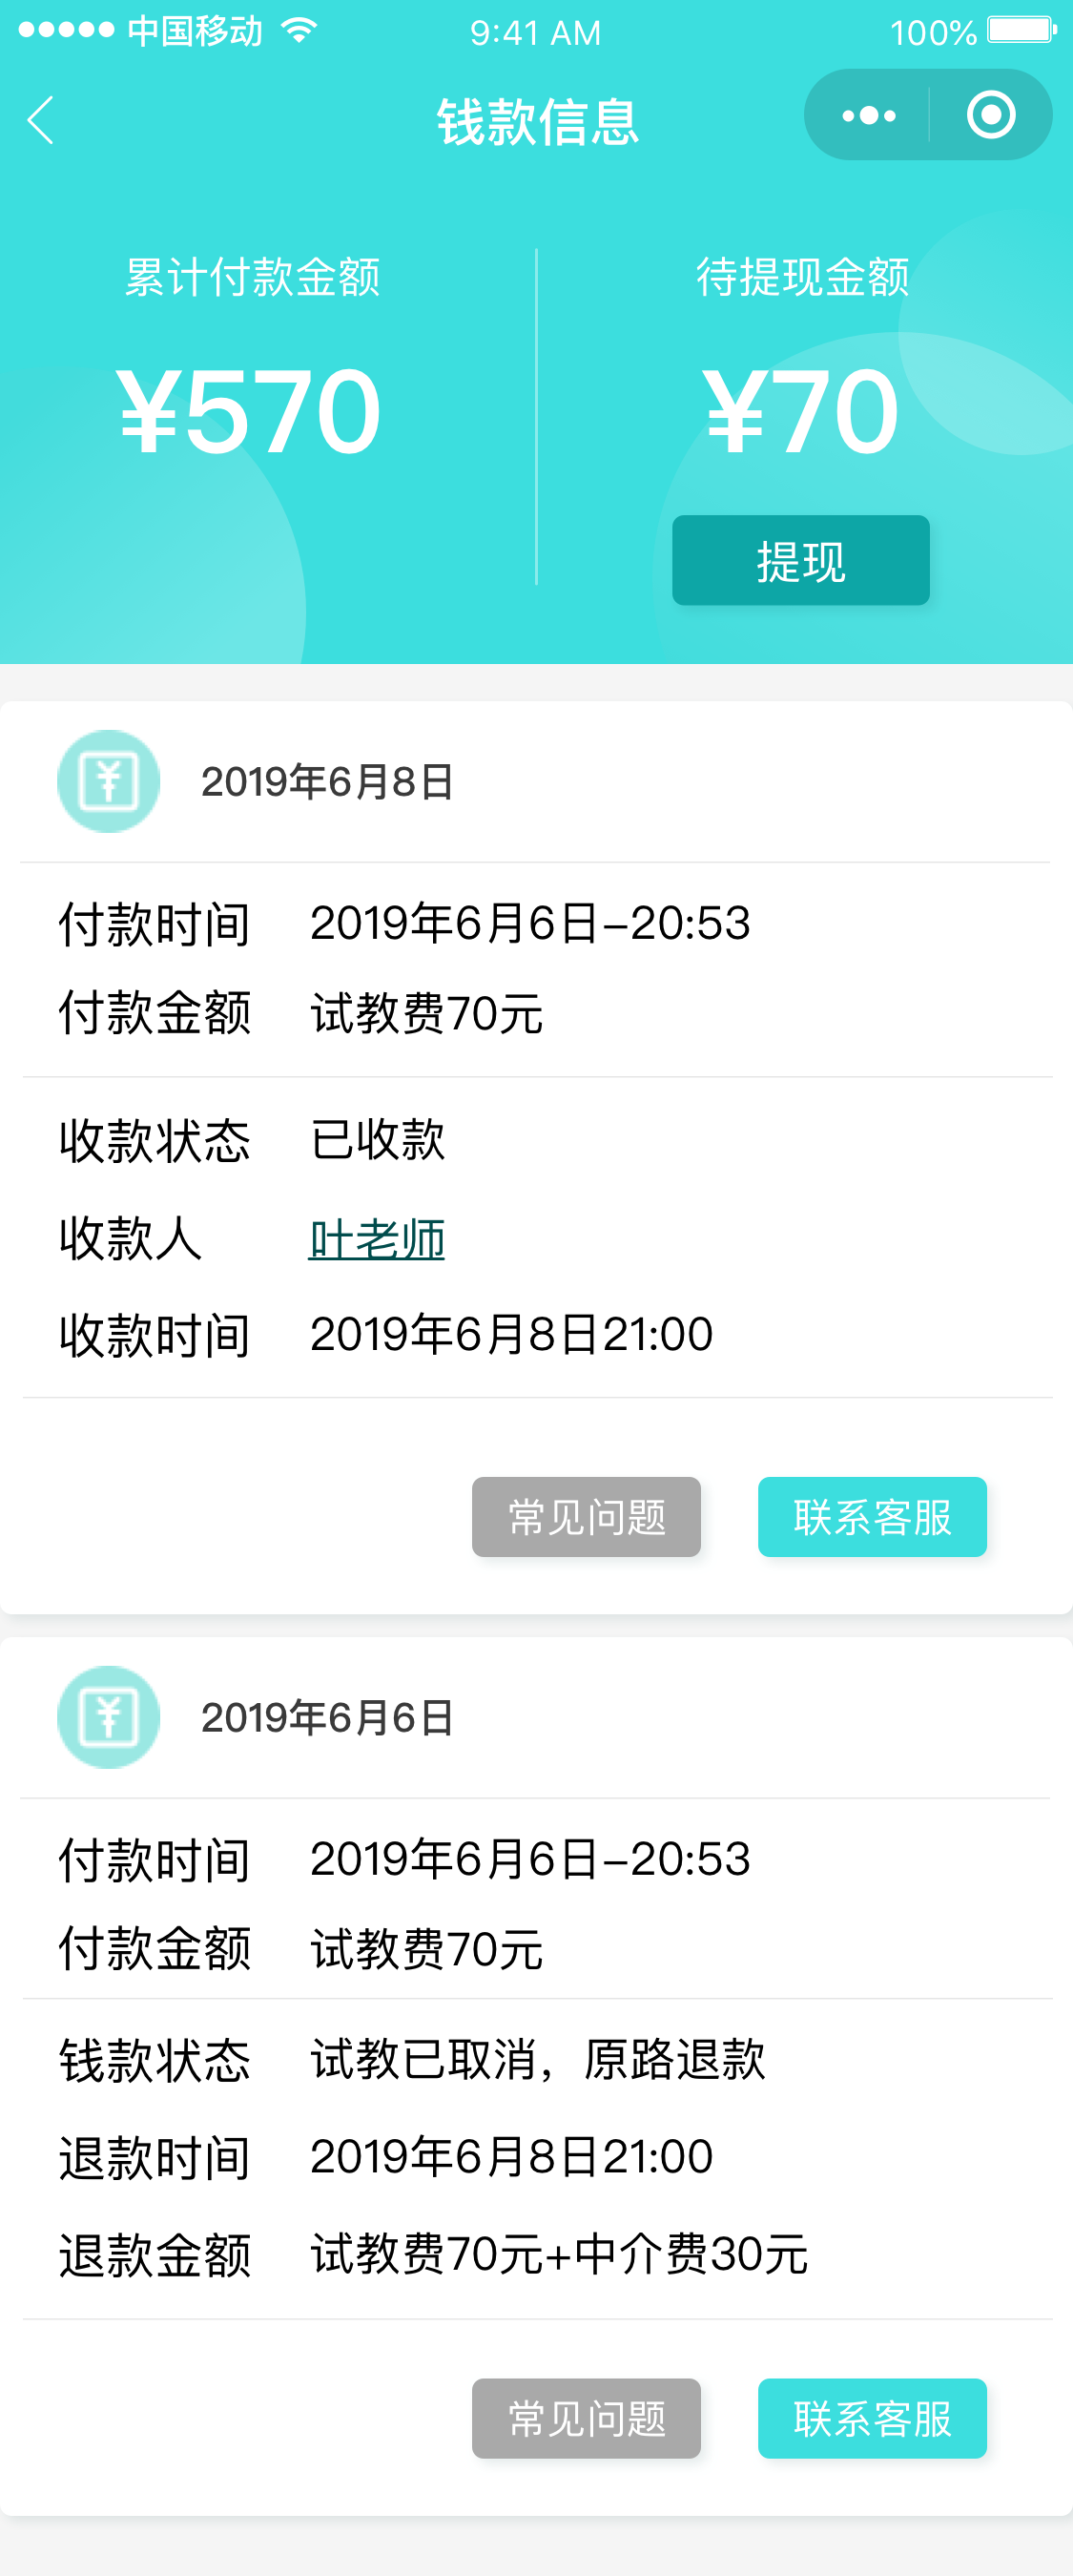 中国移动 9:41 AM 100%
钱款信息
累计付款金额 待提现金额
¥570 ¥70
提现
2019年6月8日
付款时间 2019年6月6日–20:53
付款金额 试教费70元
收款状态 已收款
收款人 叶老师
收款时间 2019年6月8日21:00
常见问题 联系客服
2019年6月6日
付款时间 2019年6月6日–20:53
付款金额 试教费70元
钱款状态 试教已取消，原路退款
退款时间 2019年6月8日21:00
退款金额 试教费70元+中介费30元
常见问题 联系客服